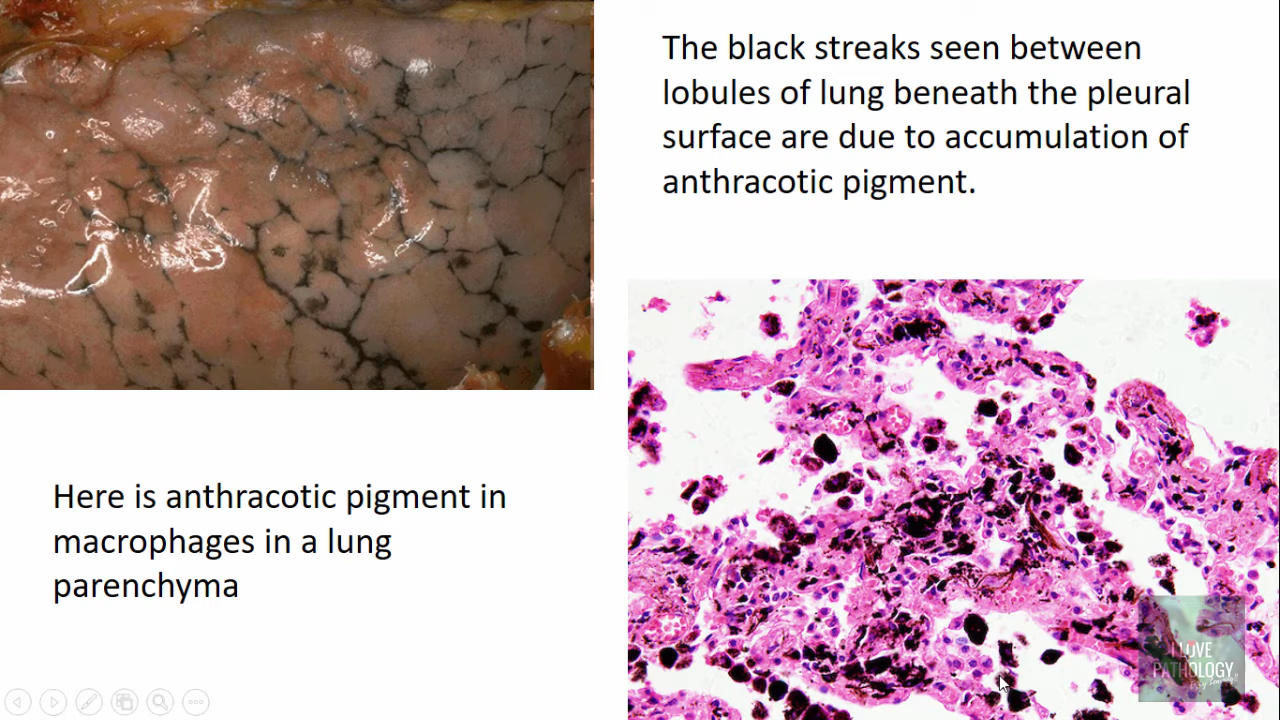 The black streaks seen between
lobules of lung beneath the pleural
surface are due to accumulation of
anthracotic pigment.
Here is anthracotic pigment in
macrophages in a lung
parenchyma
I LOVE
PATHOLOGY